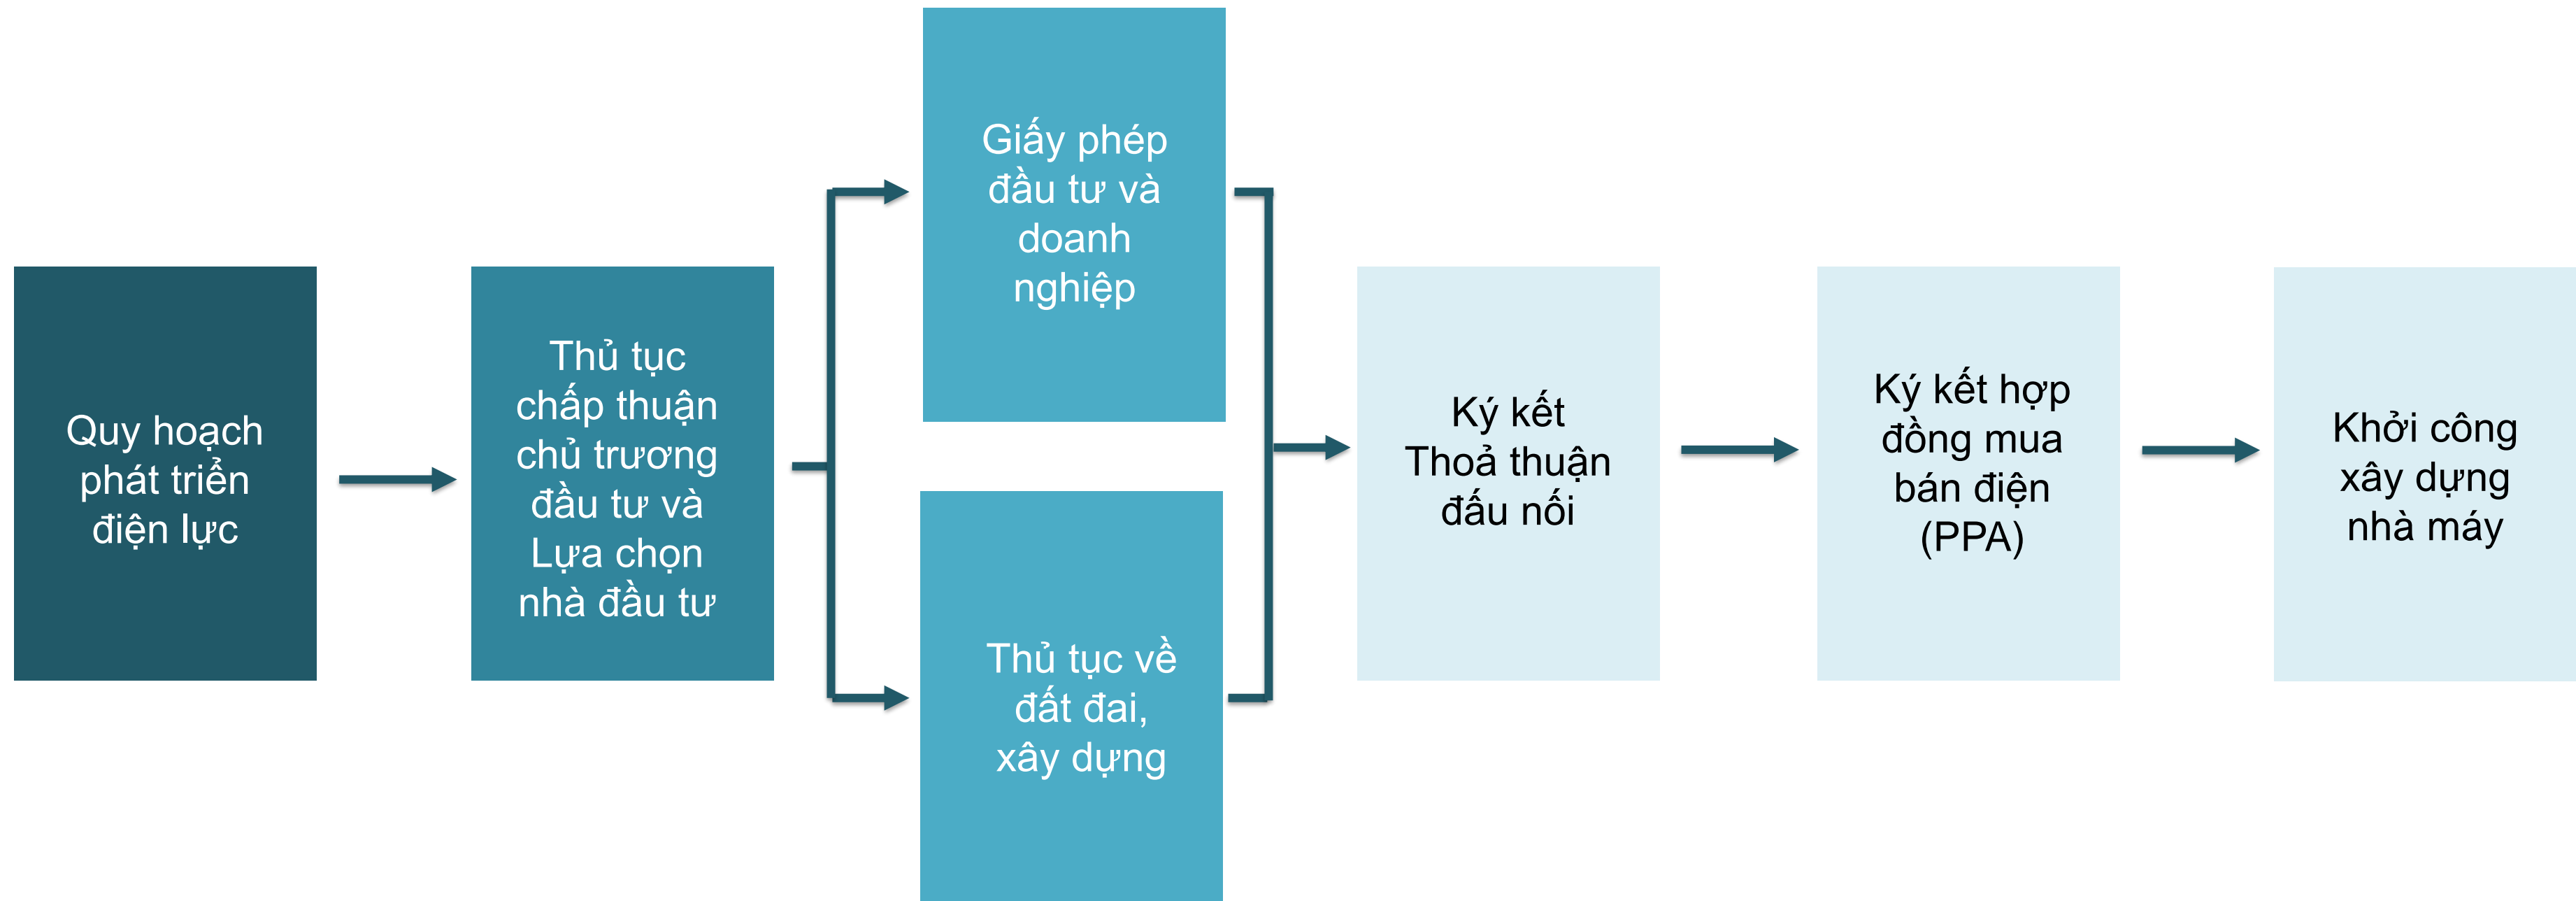 Quy hoạch
phát triển
điện lực
Thủ tục
chấp thuận
chủ trương
đầu tư và
Lựa chọn
nhà đầu tư
Giấy phép
đầu tư và
doanh
nghiệp
Thủ tục về
đất đai,
xây dựng
Ký kết
Thoả thuận
đấu nối
Ký kết hợp
đồng mua
bán điện
(PPA)
Khởi công
xây dựng
nhà máy